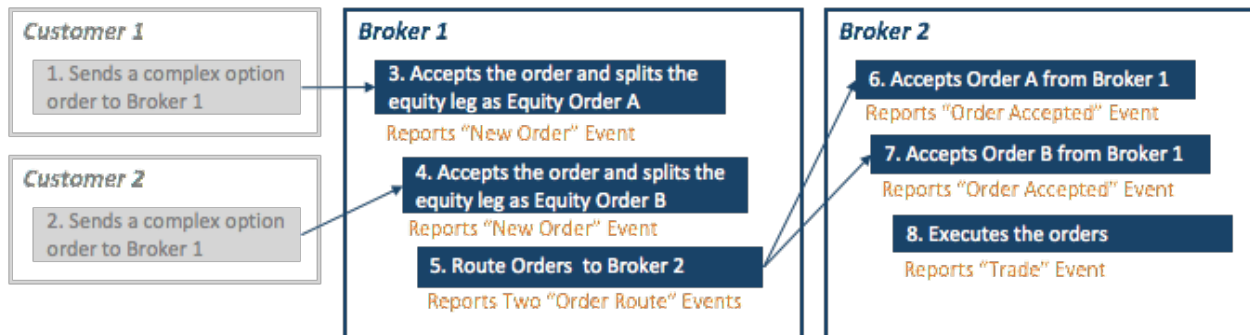 Customer 1
1. Sends a complex option
order to Broker 1
Customer 2
2. Sends a complex option
order to Broker 1
Broker 1
3. Accepts the order and splits the
equity leg as Equity Order A
Reports "New Order" Event
4. Accepts the order and splits the
equity leg as Equity Order B
Reports "New Order" Event
5. Route Orders to Broker 2
Reports Two "Order Route" Events
Broker 2
6. Accepts Order A from Broker 1
Reports "Order Accepted" Event
7. Accepts Order B from Broker 1
Reports "Order Accepted" Event
8. Executes the orders
Reports "Trade" Event